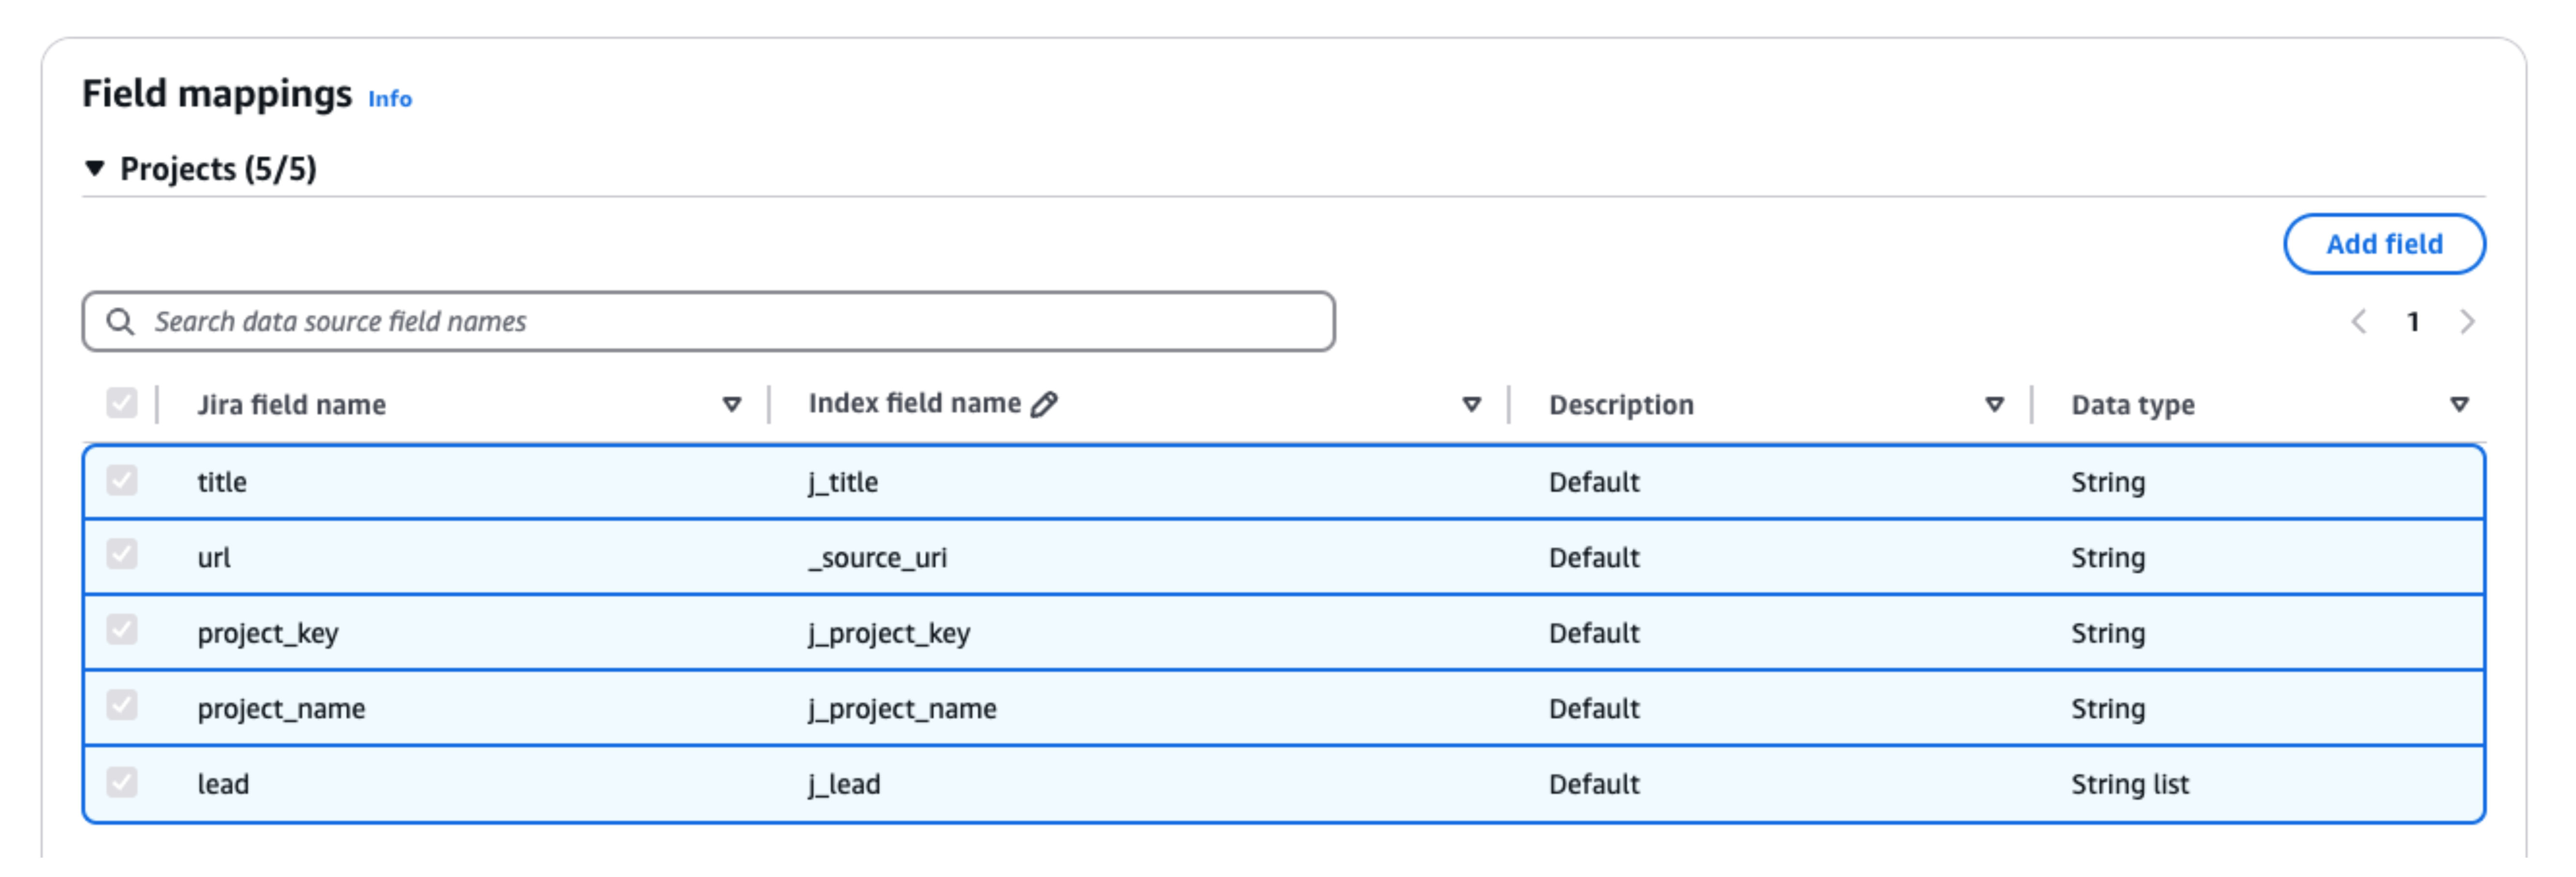 Field mappings Info
Projects (5/5)
Add field
Search data source field names
1
Jira field name Index field name Description Data type
title j_title Default String
url _source_uri Default String
project_key j_project_key Default String
project_name j_project_name Default String
lead j_lead Default String list